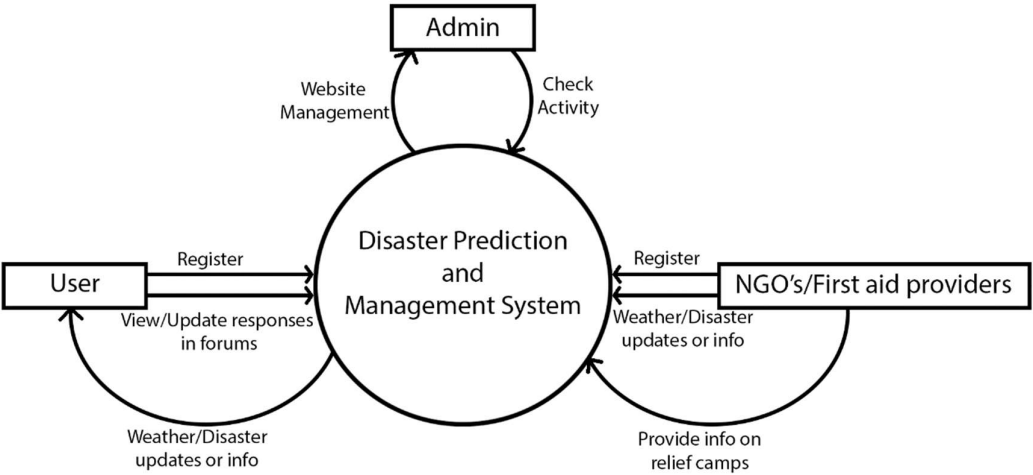 Admin
Website
Management
Check
Activity
Disaster Prediction
and
Management System
User
Register
View/Update responses
in forums
Weather/Disaster
updates or info
Register
NGO's/First aid providers
Weather/Disaster
updates or info
Provide info on
relief camps